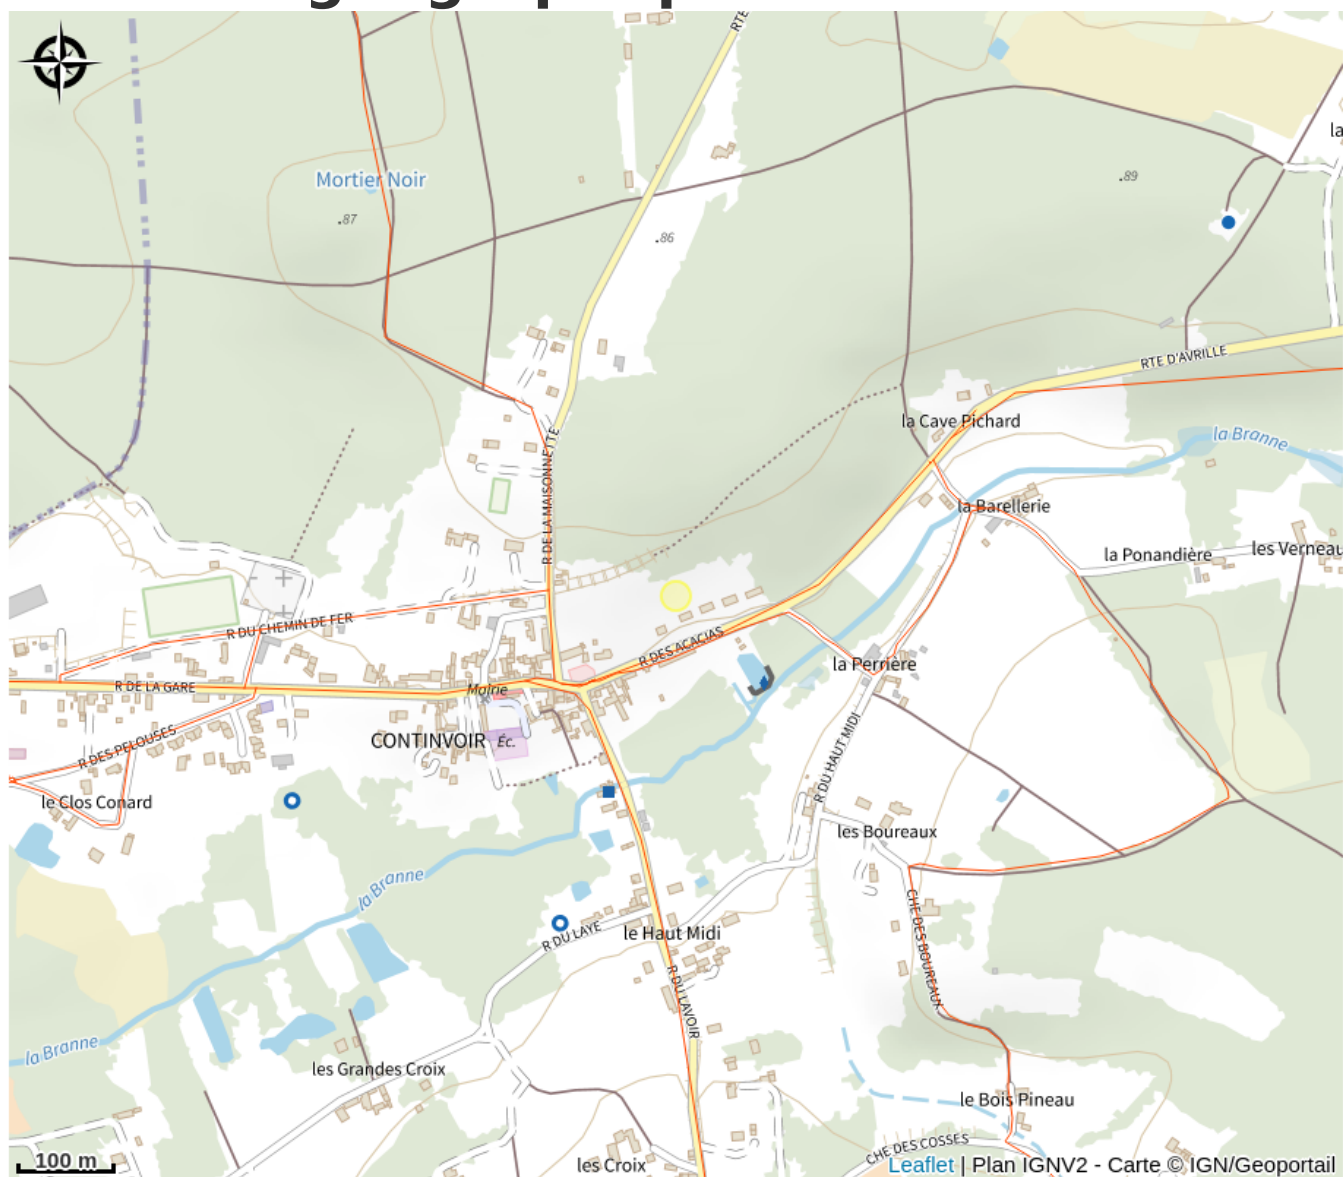 RTE
la
Mortier Noir
.89
.87
.86
RTE D'AVRILLE
la Cave Pichard
la Branne
R DE LA MAISONNETTE
la Barellerie
la Ponandière
les Verneau
R DU CHEMIN DE FER
R DES ACACIAS
la Perrière
R DE LA GARE
Mairie
CONTINVOIR
Éc.
R DES PELOUSES
R DU HAUT MIDI
le Clos Conard
les Boureaux
la Branne
CHE DES BOUREAUX
R DU LAYE
le Haut Midi
R DU LAVOIR
la Branne
les Grandes Croix
le Bois Pineau
CHE DES COSSES
les Croix
100 m
Leaflet | Plan IGNV2 - Carte © IGN/Geoportail